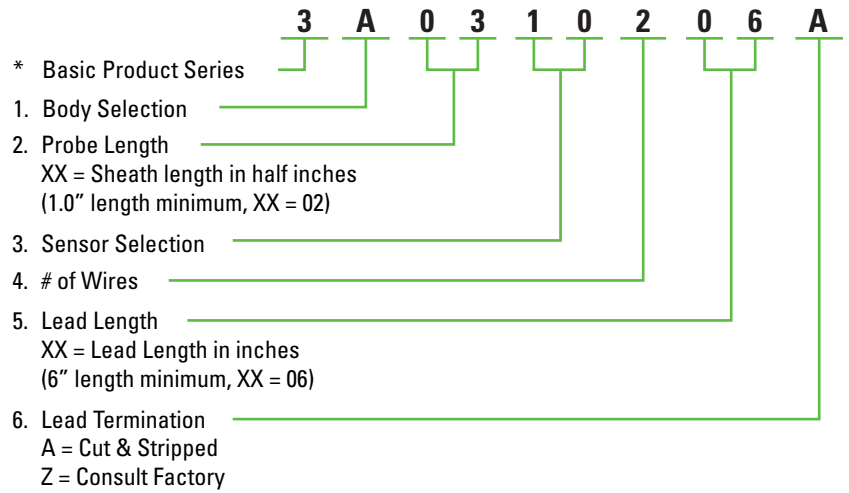 3 A 0 3 1 0 2 0 6 A
* Basic Product Series
1. Body Selection
2. Probe Length
XX = Sheath length in half inches
(1.0” length minimum, XX = 02)
3. Sensor Selection
4. # of Wires
5. Lead Length
XX = Lead Length in inches
(6” length minimum, XX = 06)
6. Lead Termination
A = Cut & Stripped
Z = Consult Factory